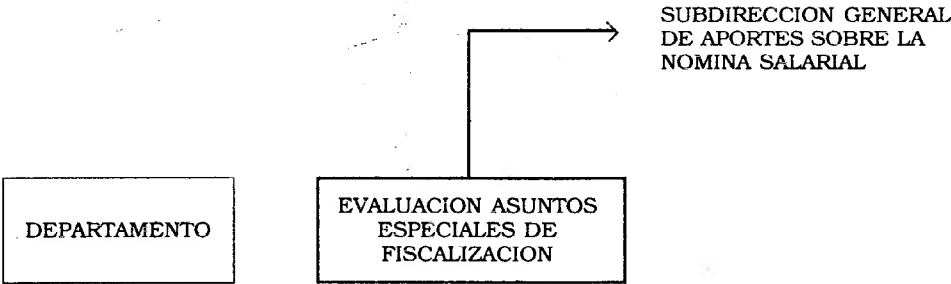 SUBDIRECCION GENERAL
DE APORTES SOBRE LA
NOMINA SALARIAL
DEPARTAMENTO
EVALUACION ASUNTOS
ESPECIALES DE
FISCALIZACION